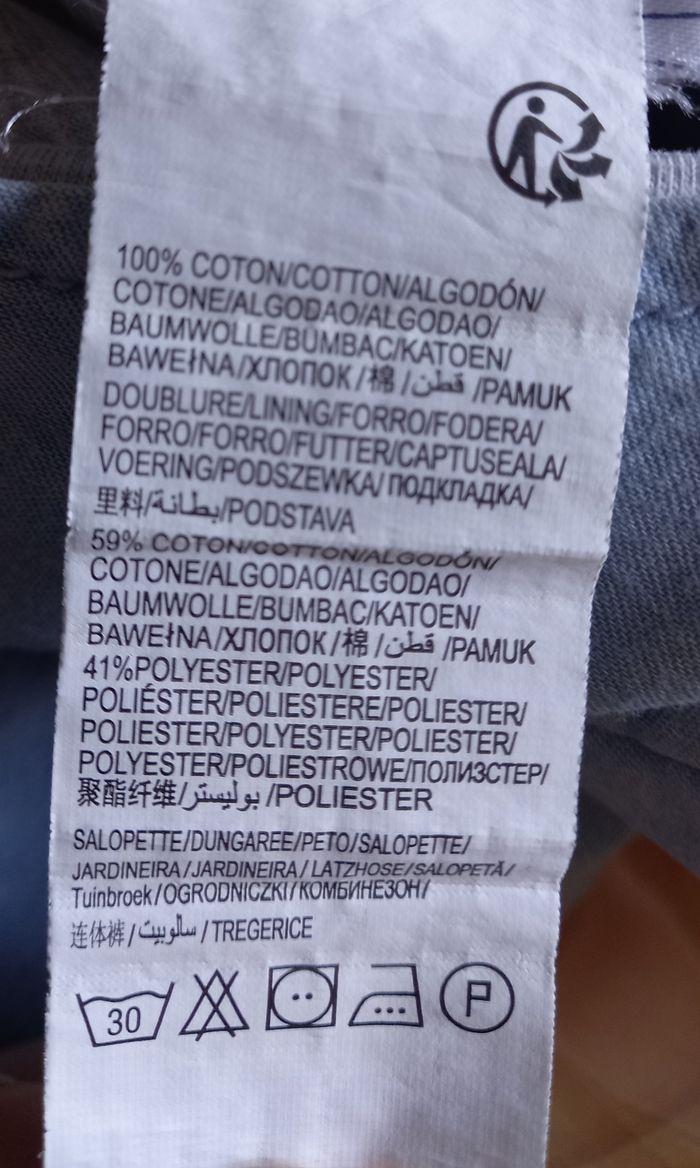 100% COTON/COTTON/ALGODÓN/
COTONE/ALGODAO/ALGODAO/
BAUMWOLLE/BUMBAC/KATOEN/
BAWEłNA/ХЛОПОК/棉/قطن/PAMUK
DOUBLURE/LINING/FORRO/FODERA/
FORRO/FORRO/FUTTER/CAPTUSEALA/
VOERING/PODSZEWKA/ПОДКЛАДКА/
里料/بطانة/PODSTAVA
59% COTON/COTTON/ALGODÓN/
COTONE/ALGODAO/ALGODAO/
BAUMWOLLE/BUMBAC/KATOEN/
BAWEłNA/ХЛОПОК/棉/قطن/PAMUK
41%POLYESTER/POLYESTER/
POLIÉSTER/POLIESTERE/POLIESTER/
POLIESTER/POLYESTER/POLIESTER/
POLYESTER/POLIESTROWE/ПОЛИЗСТЕР/
聚酯纤维/بوليستر/POLIESTER
SALOPETTE/DUNGAREE/PETO/SALOPETTE/
JARDINEIRA/JARDINEIRA/LATZHOSE/SALOPETĂ/
Tuinbroek/OGRODNICZKI/КОМБИНЕЗОН/
连体裤/سالوبيت/TREGERICE
30 P